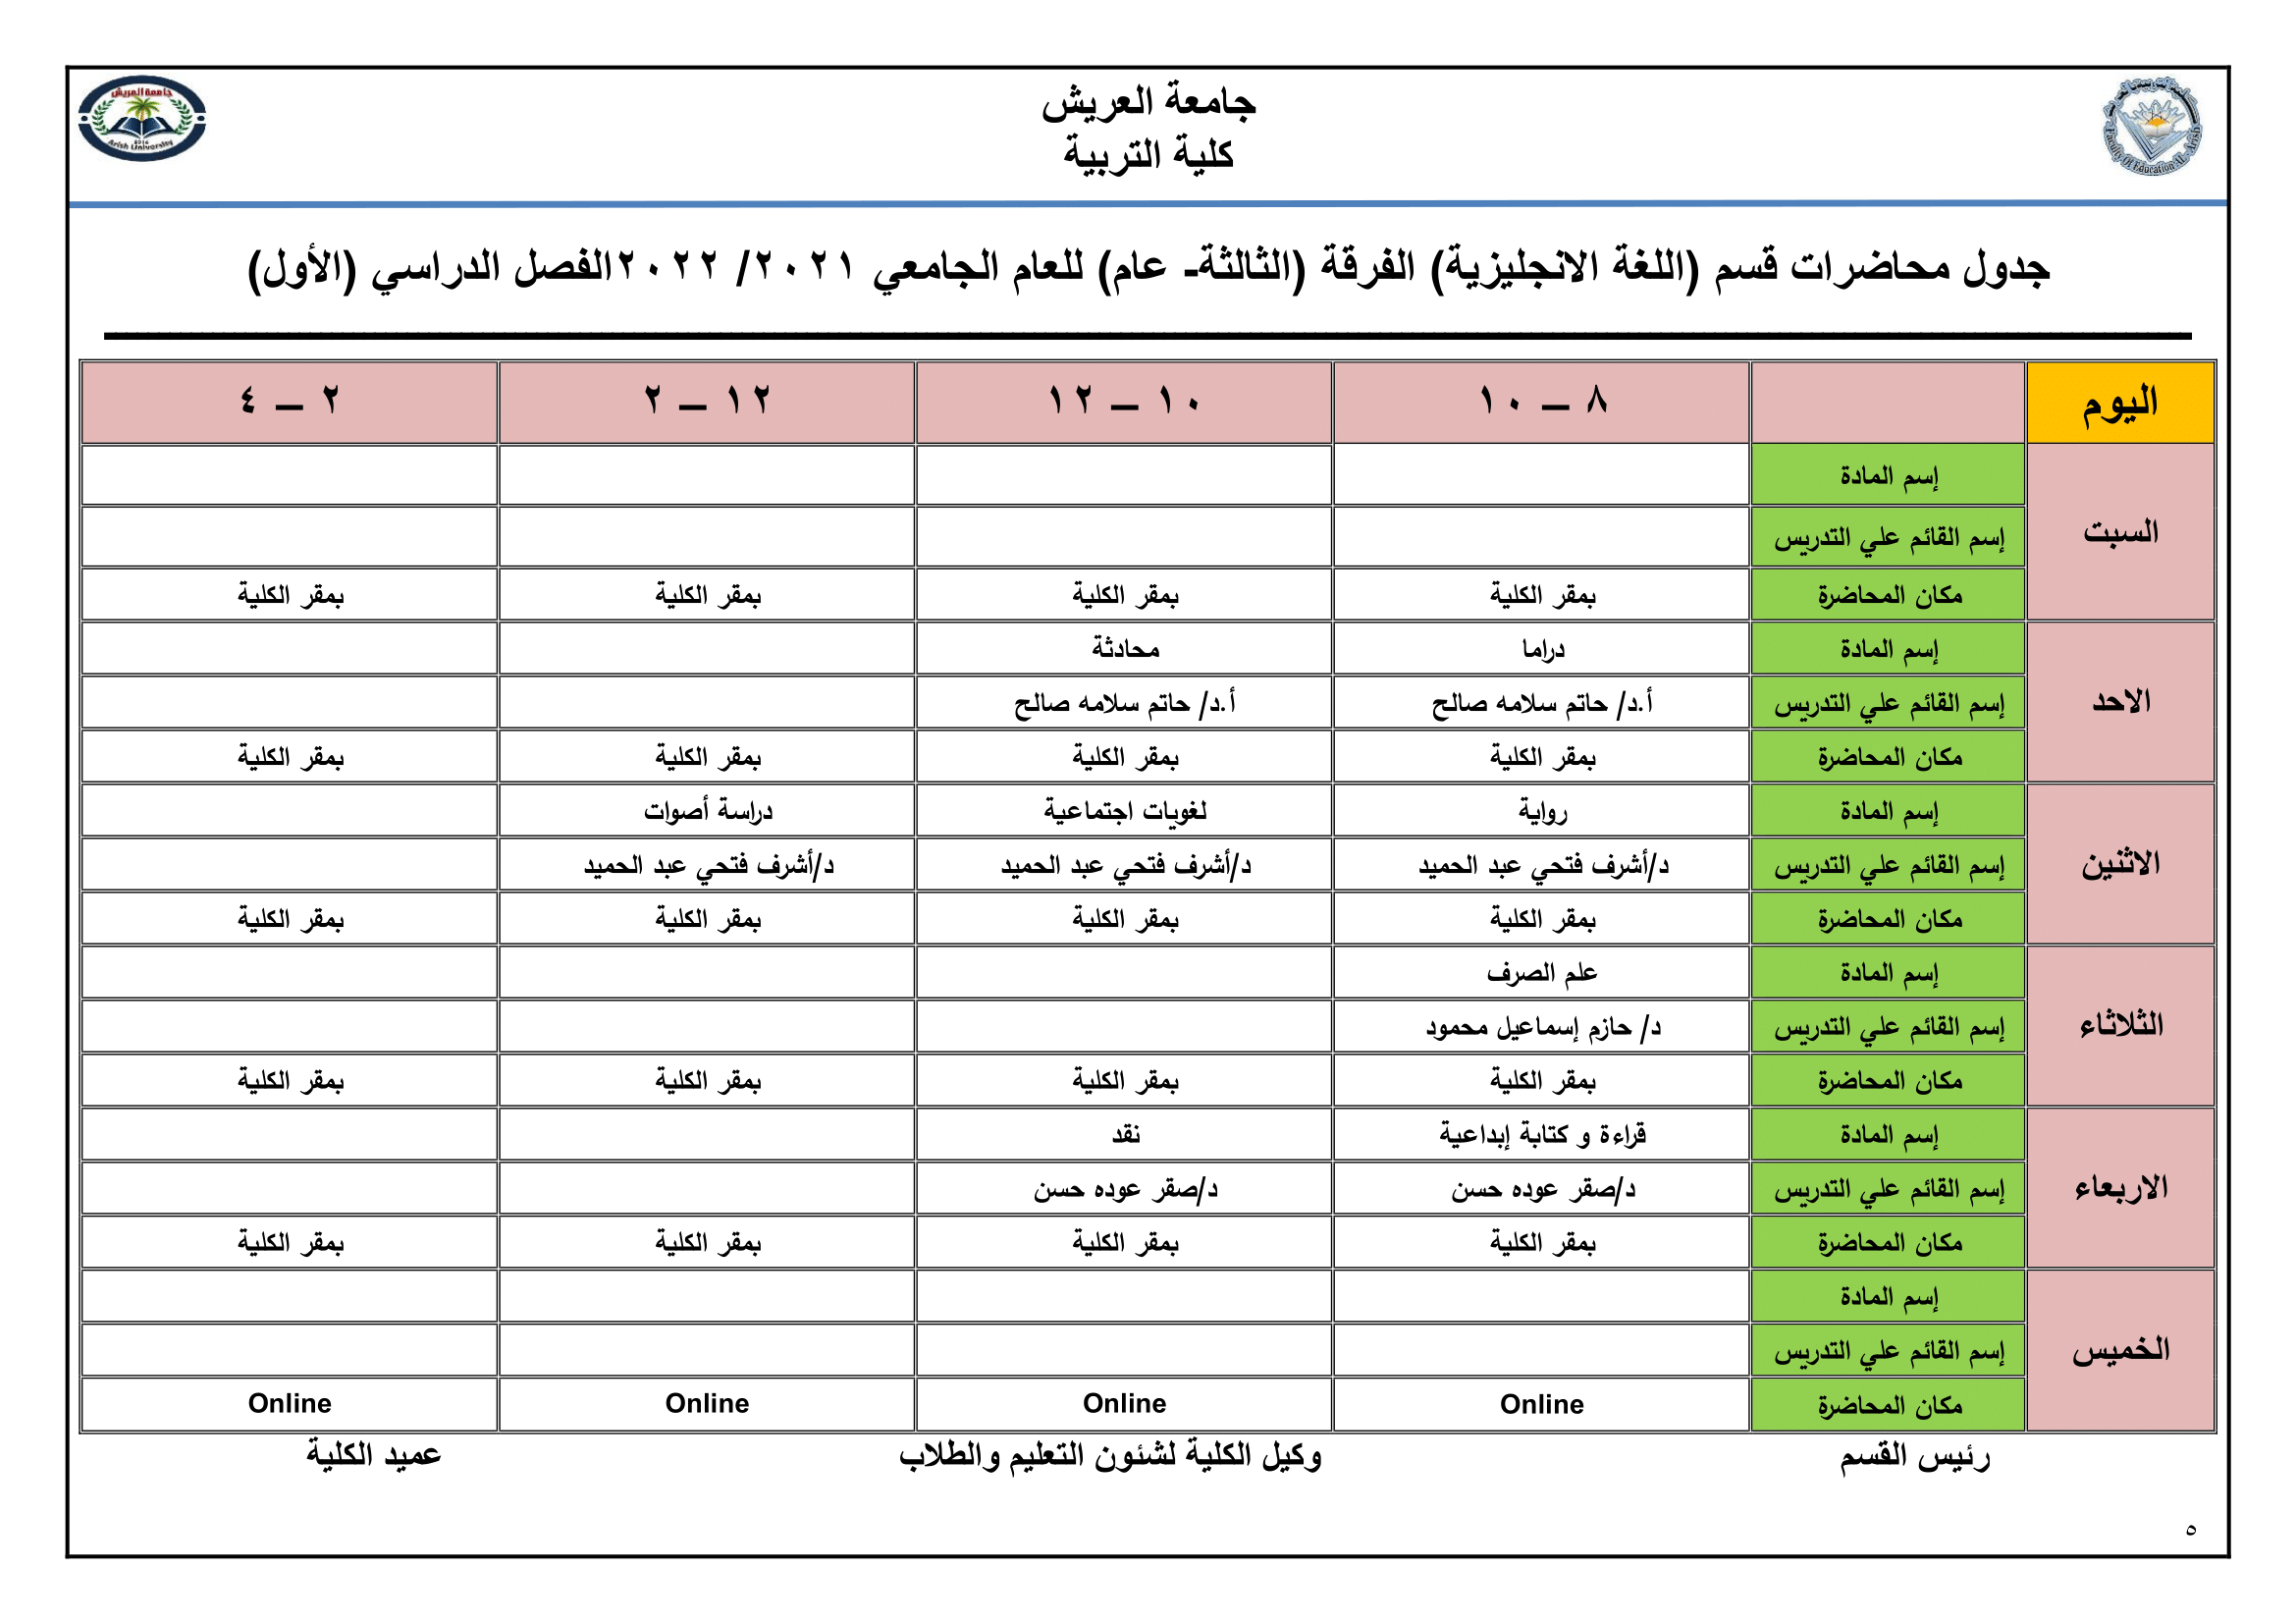 جامعة العريش
كلية التربية
جامعة العريش
2016
Arish University
Faculty Of Education AL_Arish
جدول محاضرات قسم (اللغة الانجليزية) الفرقة (الثالثة- عام) للعام الجامعي ٢٠٢١/ ٢٠٢٢الفصل الدراسي (الأول)
اليوم ٨ – ١٠ ١٠ – ١٢ ١٢ – ٢ ٢ – ٤
السبت
إسم المادة
إسم القائم علي التدريس
مكان المحاضرة بمقر الكلية بمقر الكلية بمقر الكلية بمقر الكلية
الاحد
إسم المادة دراما محادثة
إسم القائم علي التدريس أ.د/ حاتم سلامه صالح أ.د/ حاتم سلامه صالح
مكان المحاضرة بمقر الكلية بمقر الكلية بمقر الكلية بمقر الكلية
الاثنين
إسم المادة رواية لغويات اجتماعية دراسة أصوات
إسم القائم علي التدريس د/أشرف فتحي عبد الحميد د/أشرف فتحي عبد الحميد د/أشرف فتحي عبد الحميد
مكان المحاضرة بمقر الكلية بمقر الكلية بمقر الكلية بمقر الكلية
الثلاثاء
إسم المادة علم الصرف
إسم القائم علي التدريس د/ حازم إسماعيل محمود
مكان المحاضرة بمقر الكلية بمقر الكلية بمقر الكلية بمقر الكلية
الاربعاء
إسم المادة قراءة و كتابة إبداعية نقد
إسم القائم علي التدريس د/صقر عوده حسن د/صقر عوده حسن
مكان المحاضرة بمقر الكلية بمقر الكلية بمقر الكلية بمقر الكلية
الخميس
إسم المادة
إسم القائم علي التدريس
مكان المحاضرة Online Online Online Online
رئيس القسم وكيل الكلية لشئون التعليم والطلاب عميد الكلية
٥